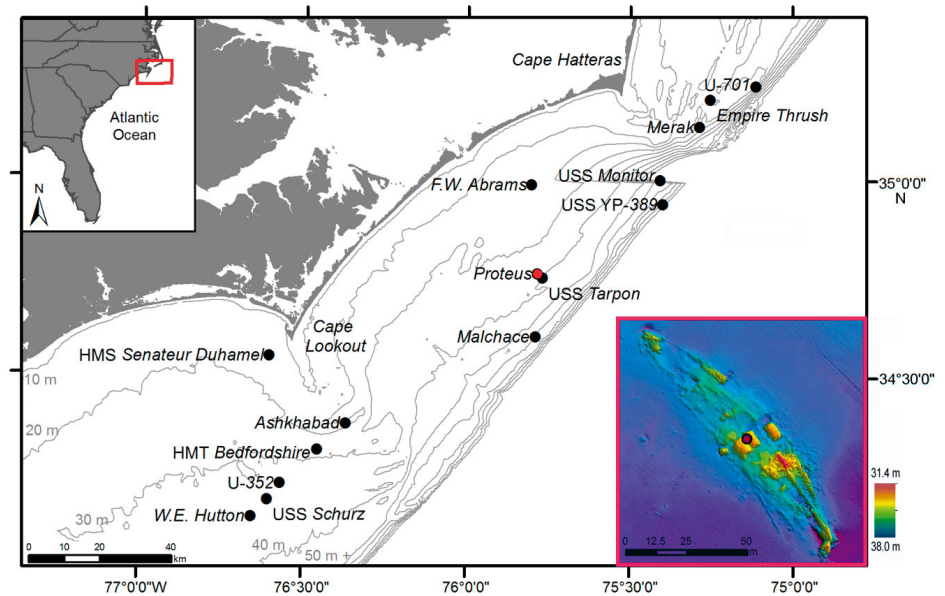 Atlantic
Ocean
N
Cape Hatteras
U-701
Empire Thrush
Merak
F.W. Abrams
USS Monitor
USS YP-389
35°0'0"
N
Proteus
USS Tarpon
Cape
Lookout
Malchace
HMS Senateur Duhamel
10 m
34°30'0"
Ashkhabad
20 m
HMT Bedfordshire
U-352
USS Schurz
W.E. Hutton
30 m
40 m
50 m +
0 10 20 40
km
31.4 m
38.0 m
0 12.5 25 50
m
77°0'0"W
76°30'0"W
76°0'0"W
75°30'0"W
75°0'0"W